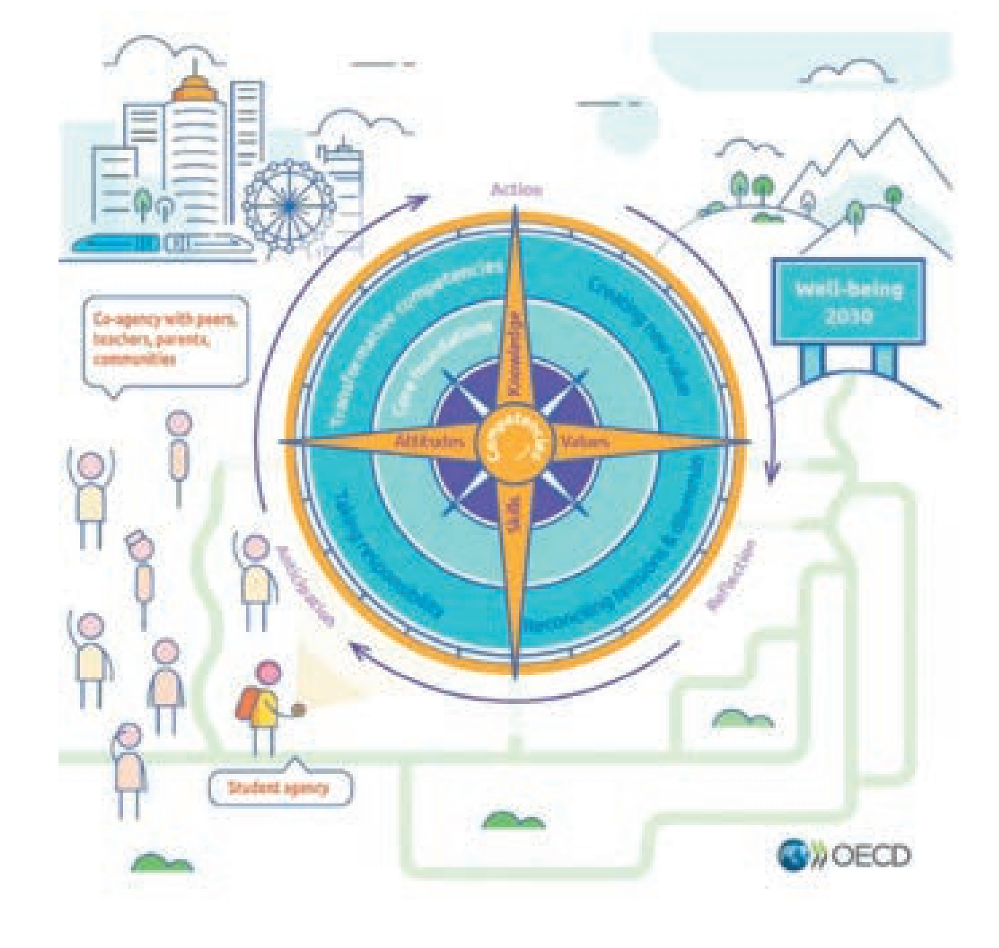 Action
Transformative competencies
Creating new value
Well-being
2030
Co-agency with peers,
teachers, parents,
communities
Core foundations
Knowledge
Competencies
Attitudes
Values
Skills
Taking responsibility
Reconciling tensions & dilemmas
Anticipation
Reflection
Student agency
OECD